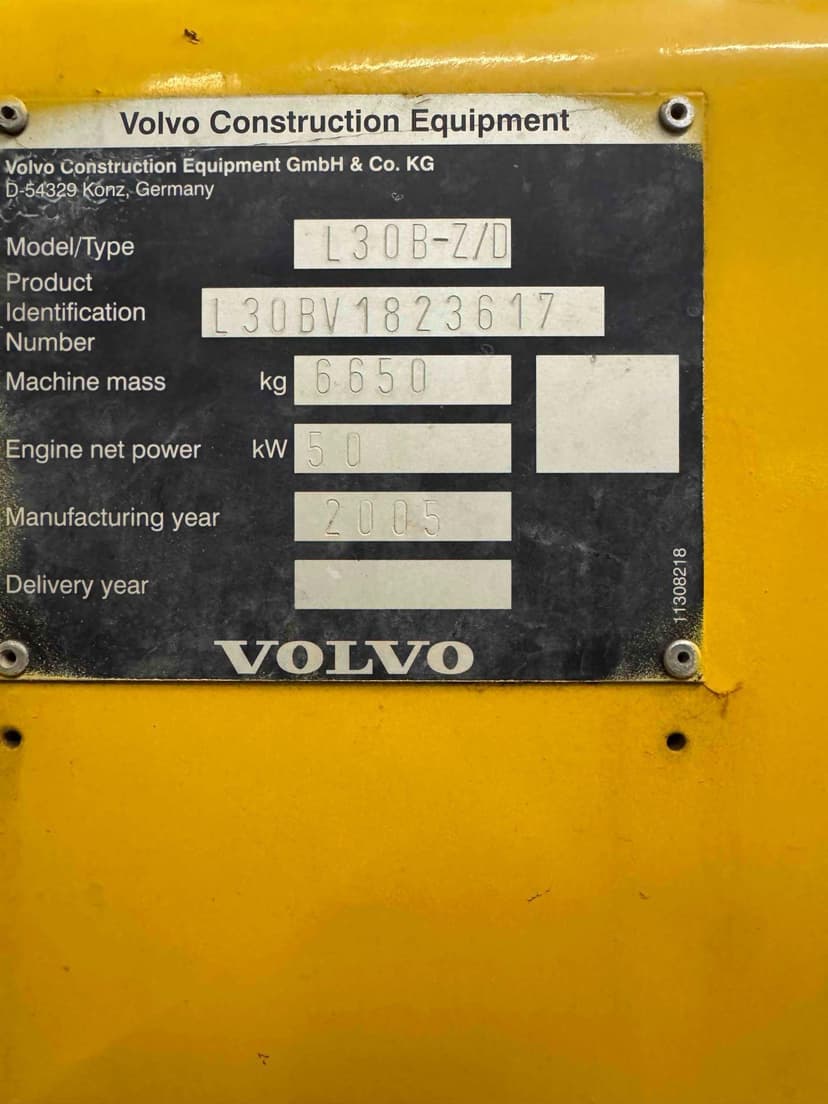 Volvo Construction Equipment
Volvo Construction Equipment GmbH & Co. KG
D-54329 Konz, Germany
Model/Type L30B-Z/D
Product
Identification
Number L30BV1823617
Machine mass kg 6650
Engine net power kW 50
Manufacturing year 2005
Delivery year
11308218
VOLVO